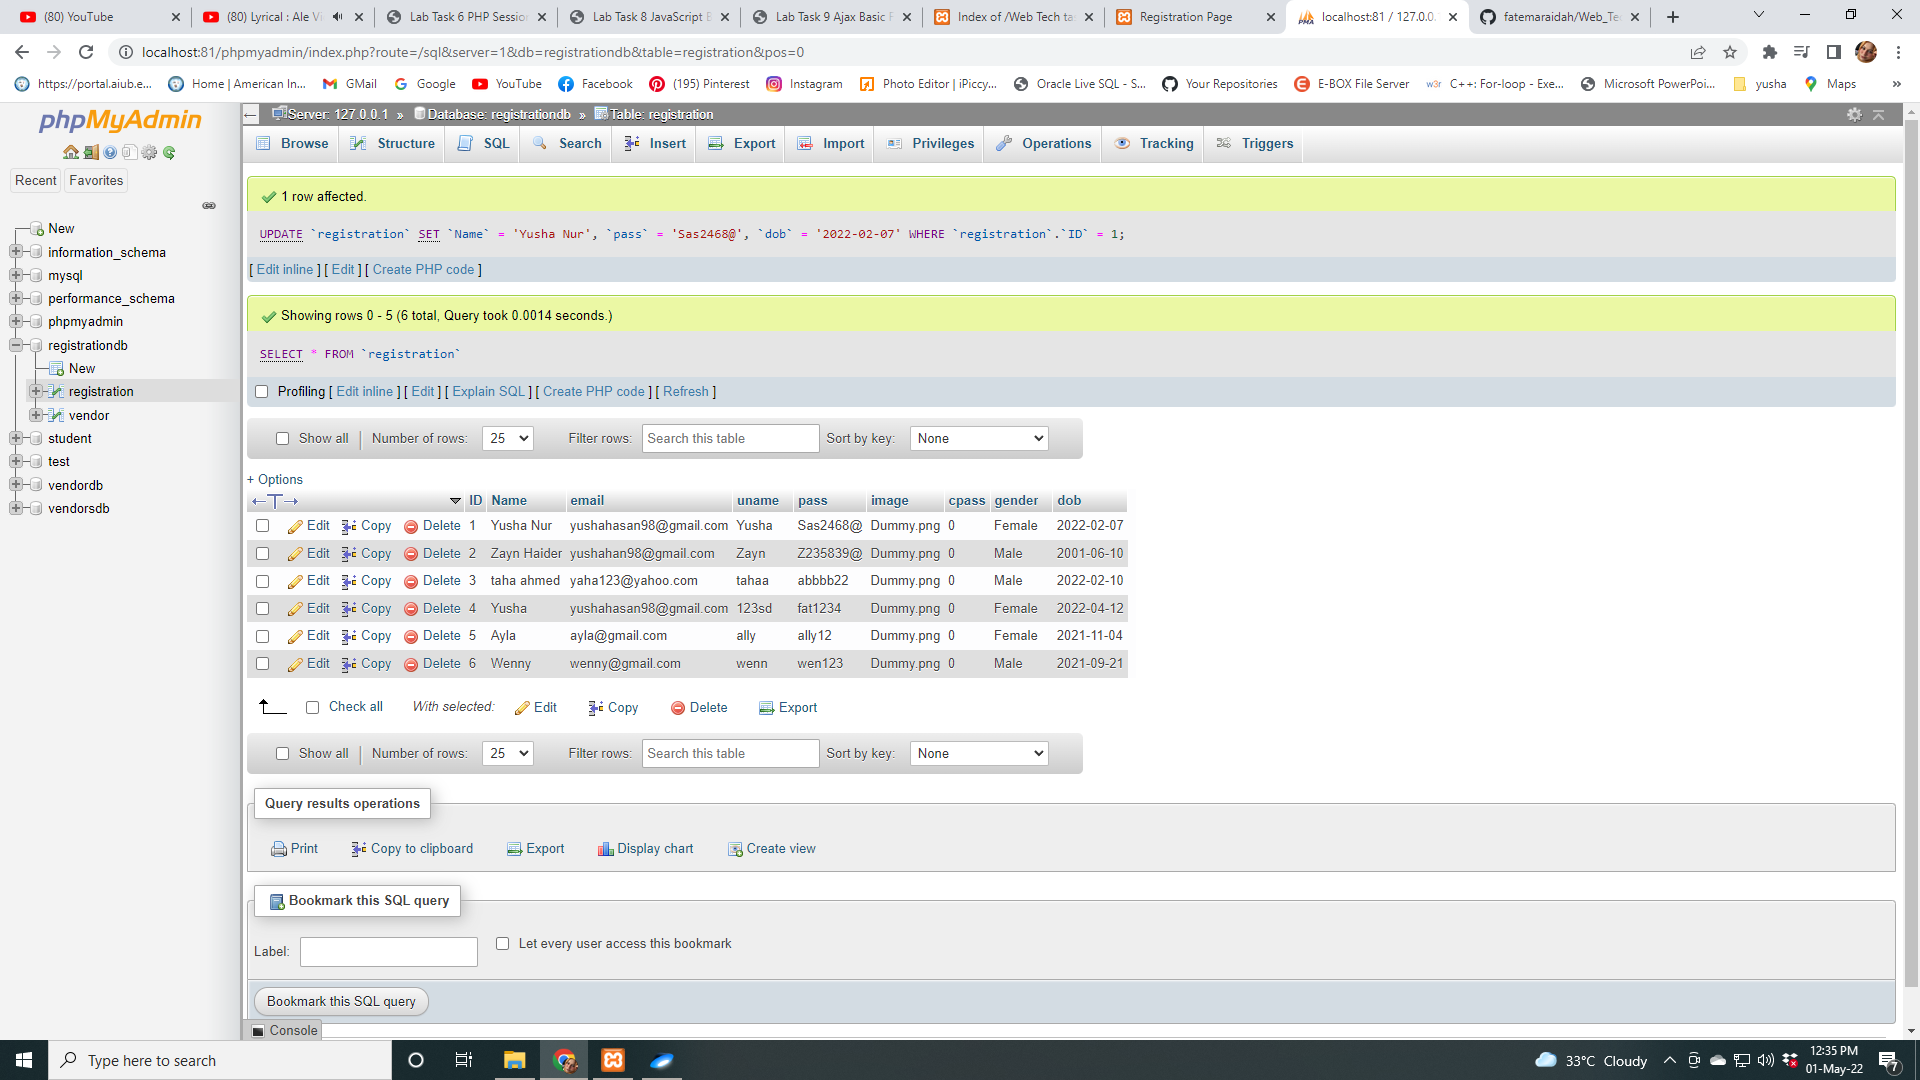 (80) YouTube
(80) Lyrical : Ale Vi
Lab Task 6 PHP Session
Lab Task 8 JavaScript B
Lab Task 9 Ajax Basic F
Index of /Web Tech ta
Registration Page
localhost:81 / 127.0.0.
fatemaraidah/Web_Te
localhost:81/phpmyadmin/index.php?route=/sql&server=1&db=registrationdb&table=registration&pos=0
https://portal.aiub.e...
Home | American In...
GMail
Google
YouTube
Facebook
(195) Pinterest
Instagram
Photo Editor | iPiccy...
Oracle Live SQL - S...
Your Repositories
E-BOX File Server
w3r C++: For-loop - Exe...
Microsoft PowerPoi...
yusha
Maps
»
phpMyAdmin
Recent Favorites
New
information_schema
mysql
performance_schema
phpmyadmin
registrationdb
New
registration
vendor
student
test
vendordb
vendorsdb
Server: 127.0.0.1 » Database: registrationdb » Table: registration
Browse Structure SQL Search Insert Export Import Privileges Operations Tracking Triggers
1 row affected.
UPDATE `registration` SET `Name` = 'Yusha Nur', `pass` = 'Sas2468@', `dob` = '2022-02-07' WHERE `registration`.`ID` = 1;
[ Edit inline ] [ Edit ] [ Create PHP code ]
Showing rows 0 - 5 (6 total, Query took 0.0014 seconds.)
SELECT * FROM `registration`
Profiling [ Edit inline ] [ Edit ] [ Explain SQL ] [ Create PHP code ] [ Refresh ]
Show all | Number of rows: 25 Filter rows: Search this table Sort by key: None
+ Options
ID Name email uname pass image cpass gender dob
Edit Copy Delete 1 Yusha Nur yushahasan98@gmail.com Yusha Sas2468@ Dummy.png 0 Female 2022-02-07
Edit Copy Delete 2 Zayn Haider yushahan98@gmail.com Zayn Z235839@ Dummy.png 0 Male 2001-06-10
Edit Copy Delete 3 taha ahmed yaha123@yahoo.com tahaa abbbb22 Dummy.png 0 Male 2022-02-10
Edit Copy Delete 4 Yusha yushahasan98@gmail.com 123sd fat1234 Dummy.png 0 Female 2022-04-12
Edit Copy Delete 5 Ayla ayla@gmail.com ally ally12 Dummy.png 0 Female 2021-11-04
Edit Copy Delete 6 Wenny wenny@gmail.com wenn wen123 Dummy.png 0 Male 2021-09-21
Check all With selected: Edit Copy Delete Export
Show all | Number of rows: 25 Filter rows: Search this table Sort by key: None
Query results operations
Print Copy to clipboard Export Display chart Create view
Bookmark this SQL query
Label: Let every user access this bookmark
Bookmark this SQL query
Console
Type here to search
33°C Cloudy
12:35 PM
01-May-22
7